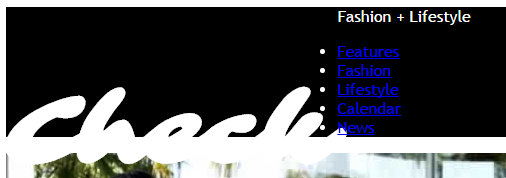 Fashion + Lifestyle
Features
Fashion
Lifestyle
Calendar
News
Check